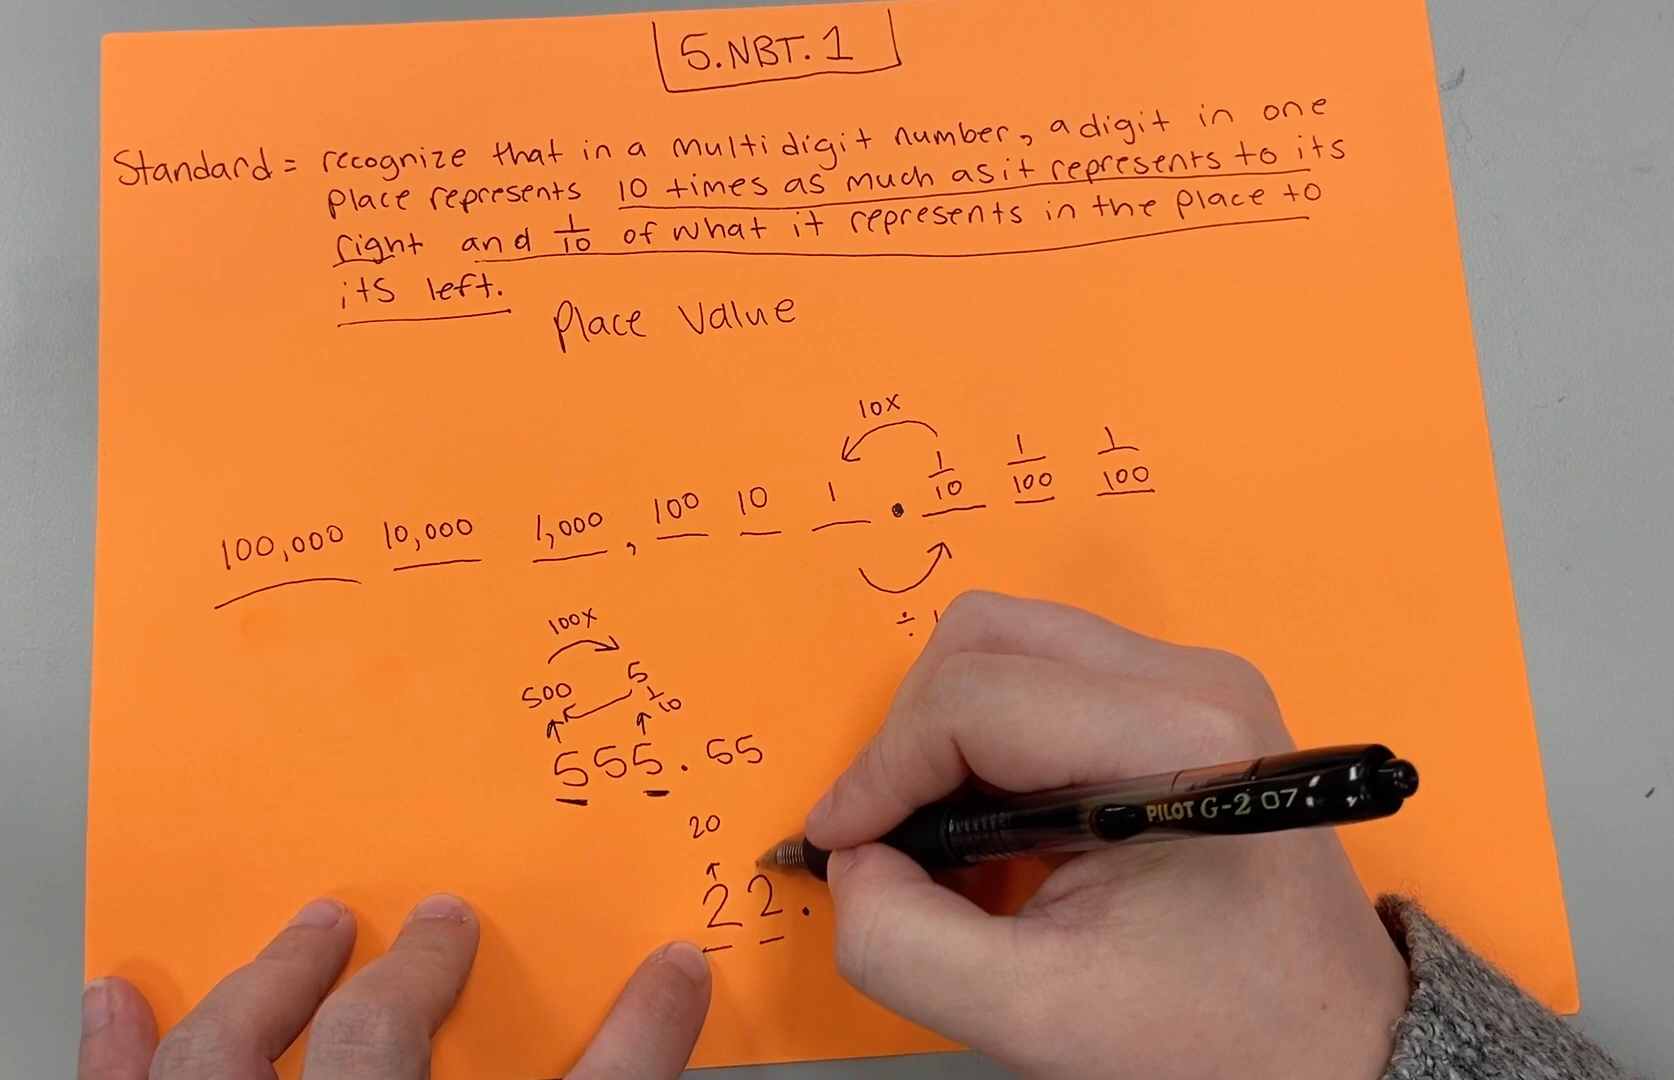 5.NBT.1
Standard = recognize that in a multi digit number, a digit in one
place represents 10 times as much as it represents to its
right and 1/10 of what it represents in the place to
its left.
Place Value
10x
100,000 10,000 1,000 , 100 10 1 . 1/10 1/100 1/100
÷
100x
500 5
1/10
555.55
20
22.
PILOT G-2 07